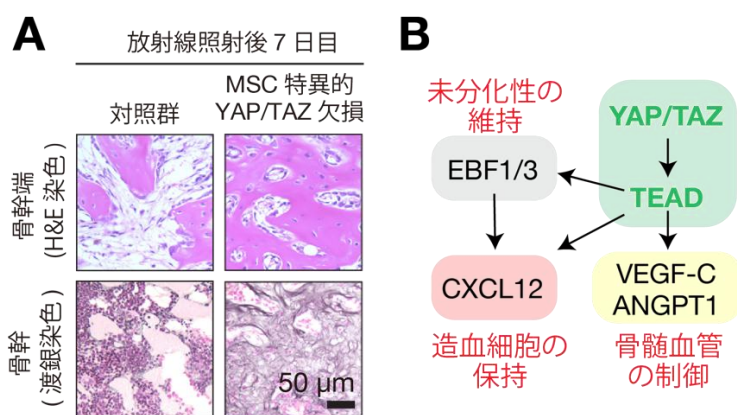 A
放射線照射後 7 日目
対照群
MSC 特異的
YAP/TAZ 欠損
骨幹端
(H&E 染色)
骨幹
(渡銀染色)
50 µm
B
未分化性の
維持
EBF1/3
YAP/TAZ
TEAD
CXCL12
VEGF-C
ANGPT1
造血細胞の
保持
骨髄血管
の制御